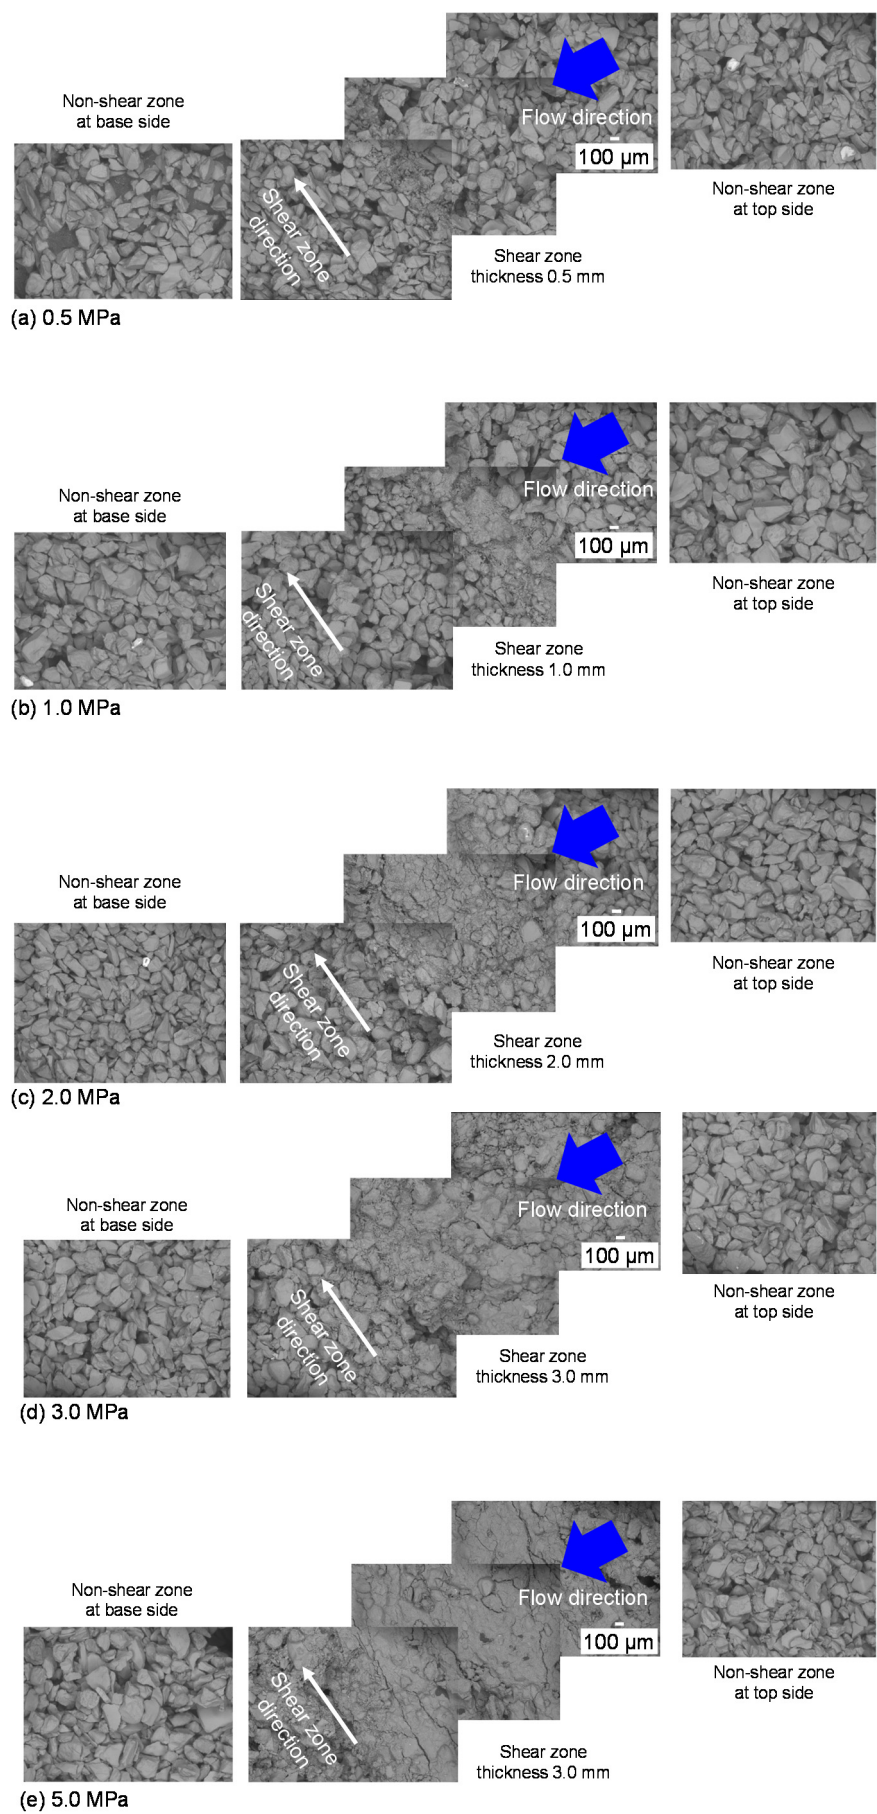 Non-shear zone
at base side
Flow direction
100 µm
Shear zone
direction
Non-shear zone
at top side
Shear zone
thickness 0.5 mm
(a) 0.5 MPa
Non-shear zone
at base side
Flow direction
100 µm
Shear zone
direction
Non-shear zone
at top side
Shear zone
thickness 1.0 mm
(b) 1.0 MPa
Non-shear zone
at base side
Flow direction
100 µm
Shear zone
direction
Non-shear zone
at top side
Shear zone
thickness 2.0 mm
(c) 2.0 MPa
Non-shear zone
at base side
Flow direction
100 µm
Shear zone
direction
Non-shear zone
at top side
Shear zone
thickness 3.0 mm
(d) 3.0 MPa
Non-shear zone
at base side
Flow direction
100 µm
Shear zone
direction
Non-shear zone
at top side
Shear zone
thickness 3.0 mm
(e) 5.0 MPa